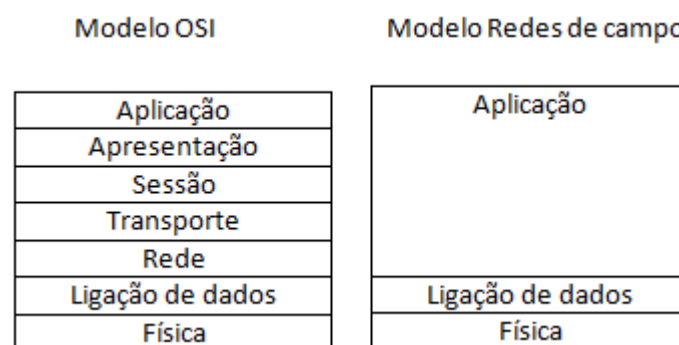 Modelo OSI
Aplicação
Apresentação
Sessão
Transporte
Rede
Ligação de dados
Física
Modelo Redes de campo
Aplicação
Ligação de dados
Física